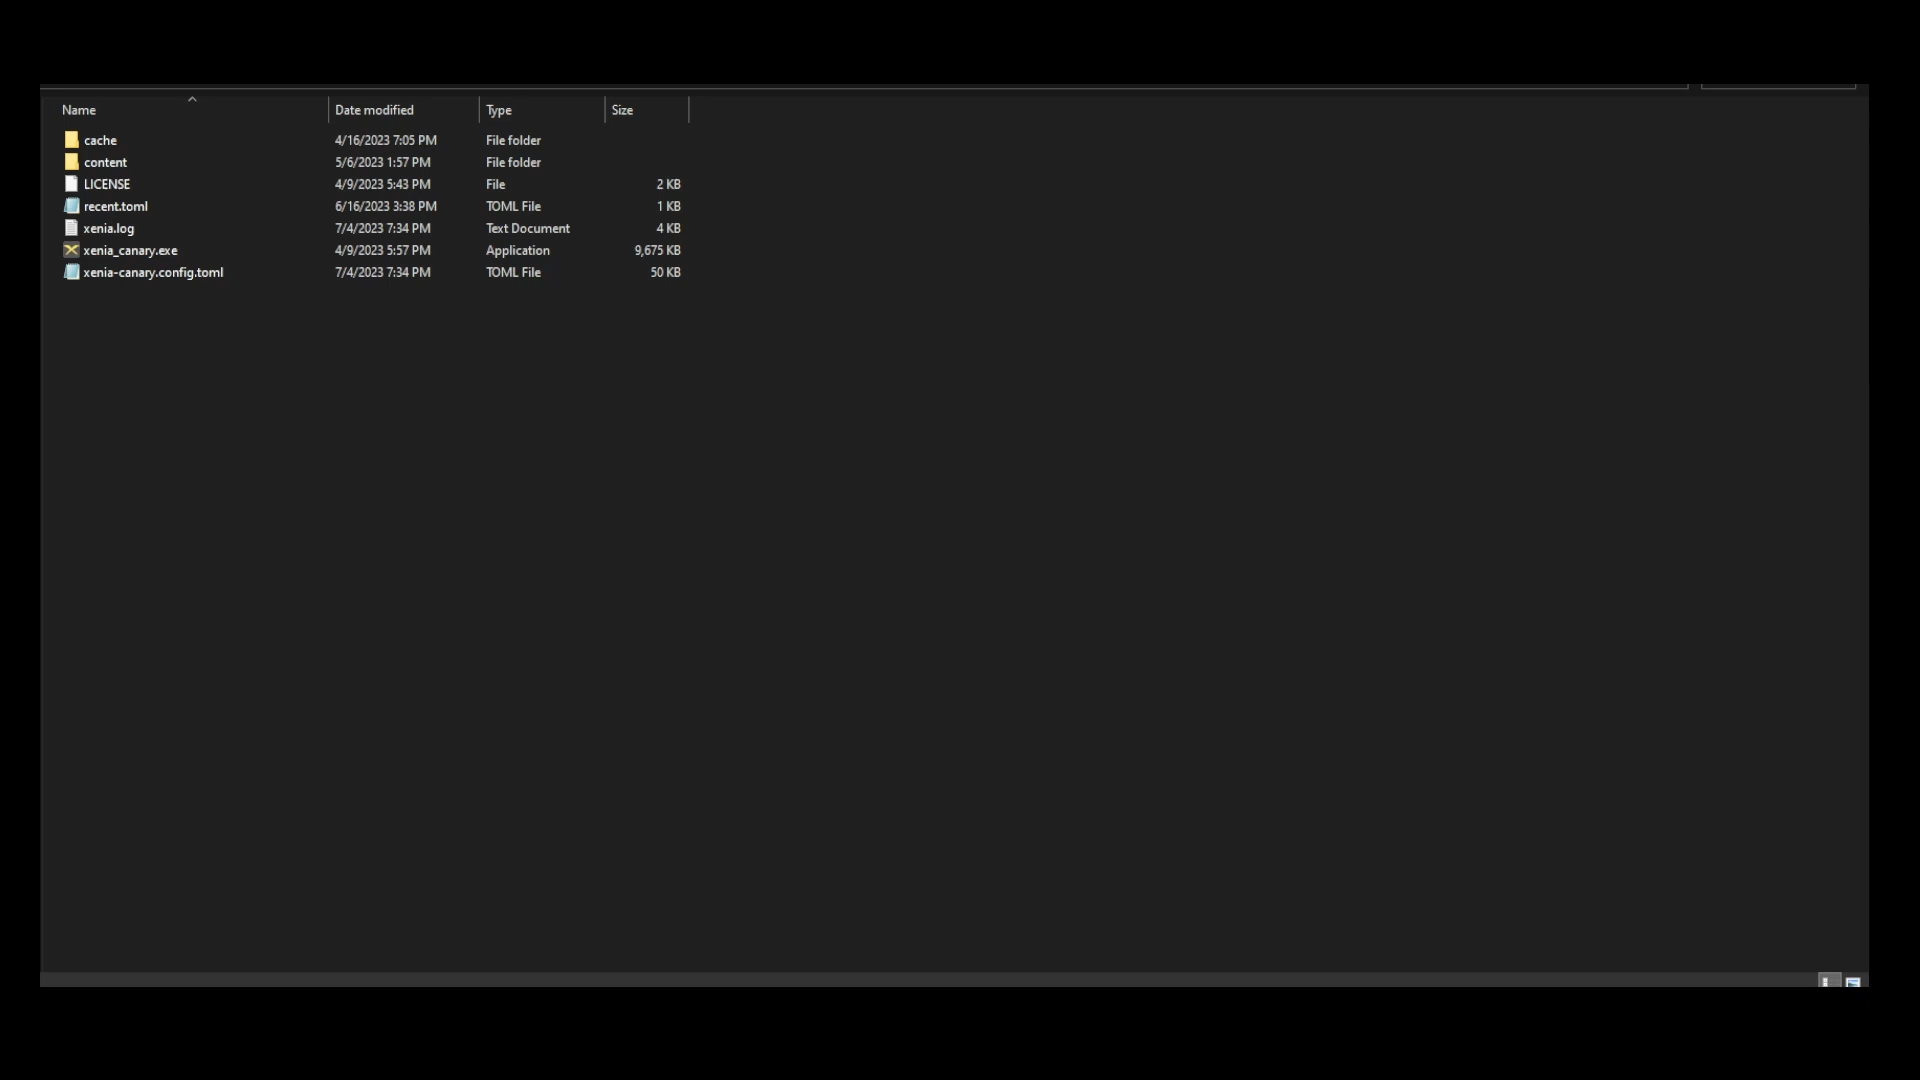 Name Date modified Type Size
cache 4/16/2023 7:05 PM File folder
content 5/6/2023 1:57 PM File folder
LICENSE 4/9/2023 5:43 PM File 2 KB
recent.toml 6/16/2023 3:38 PM TOML File 1 KB
xenia.log 7/4/2023 7:34 PM Text Document 4 KB
xenia_canary.exe 4/9/2023 5:57 PM Application 9,675 KB
xenia-canary.config.toml 7/4/2023 7:34 PM TOML File 50 KB